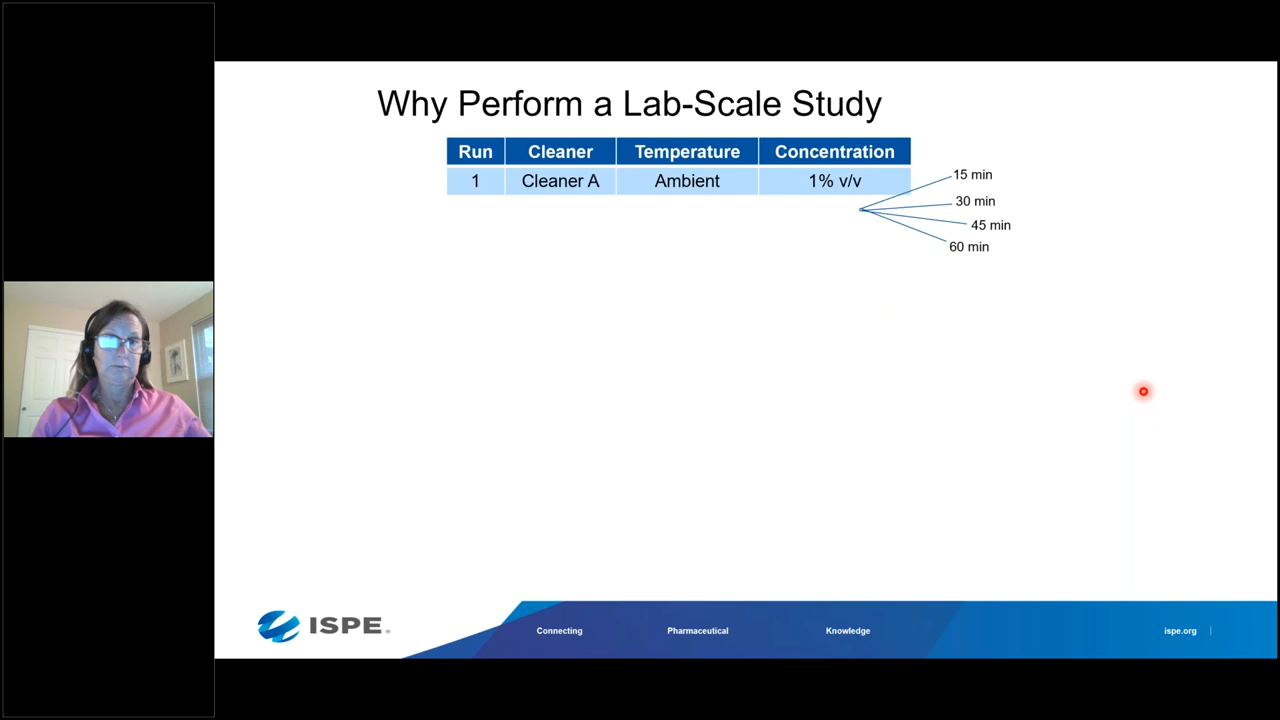 Why Perform a Lab-Scale Study
Run Cleaner Temperature Concentration
1 Cleaner A Ambient 1% v/v
15 min
30 min
45 min
60 min
ISPE®
Connecting Pharmaceutical Knowledge
ispe.org |